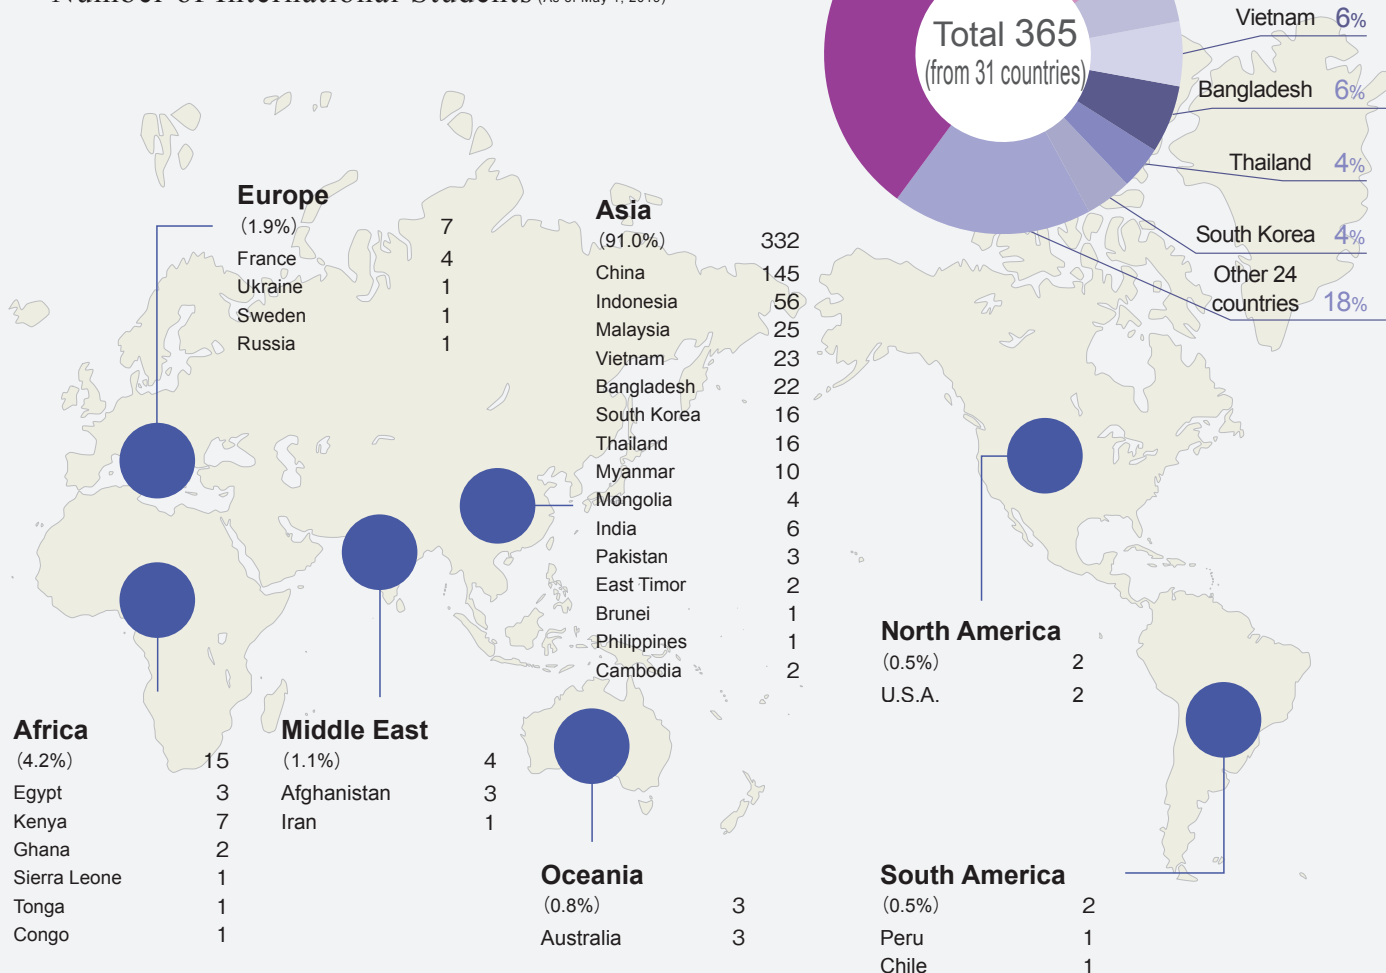 Number of International Students
Total 365
(from 31 countries)
Vietnam 6%
Bangladesh 6%
Thailand 4%
South Korea 4%
Other 24
countries 18%
Europe
(1.9%) 7
France 4
Ukraine 1
Sweden 1
Russia 1
Asia
(91.0%) 332
China 145
Indonesia 56
Malaysia 25
Vietnam 23
Bangladesh 22
South Korea 16
Thailand 16
Myanmar 10
Mongolia 4
India 6
Pakistan 3
East Timor 2
Brunei 1
Philippines 1
Cambodia 2
North America
(0.5%) 2
U.S.A. 2
Africa
(4.2%) 15
Egypt 3
Kenya 7
Ghana 2
Sierra Leone 1
Tonga 1
Congo 1
Middle East
(1.1%) 4
Afghanistan 3
Iran 1
Oceania
(0.8%) 3
Australia 3
South America
(0.5%) 2
Peru 1
Chile 1